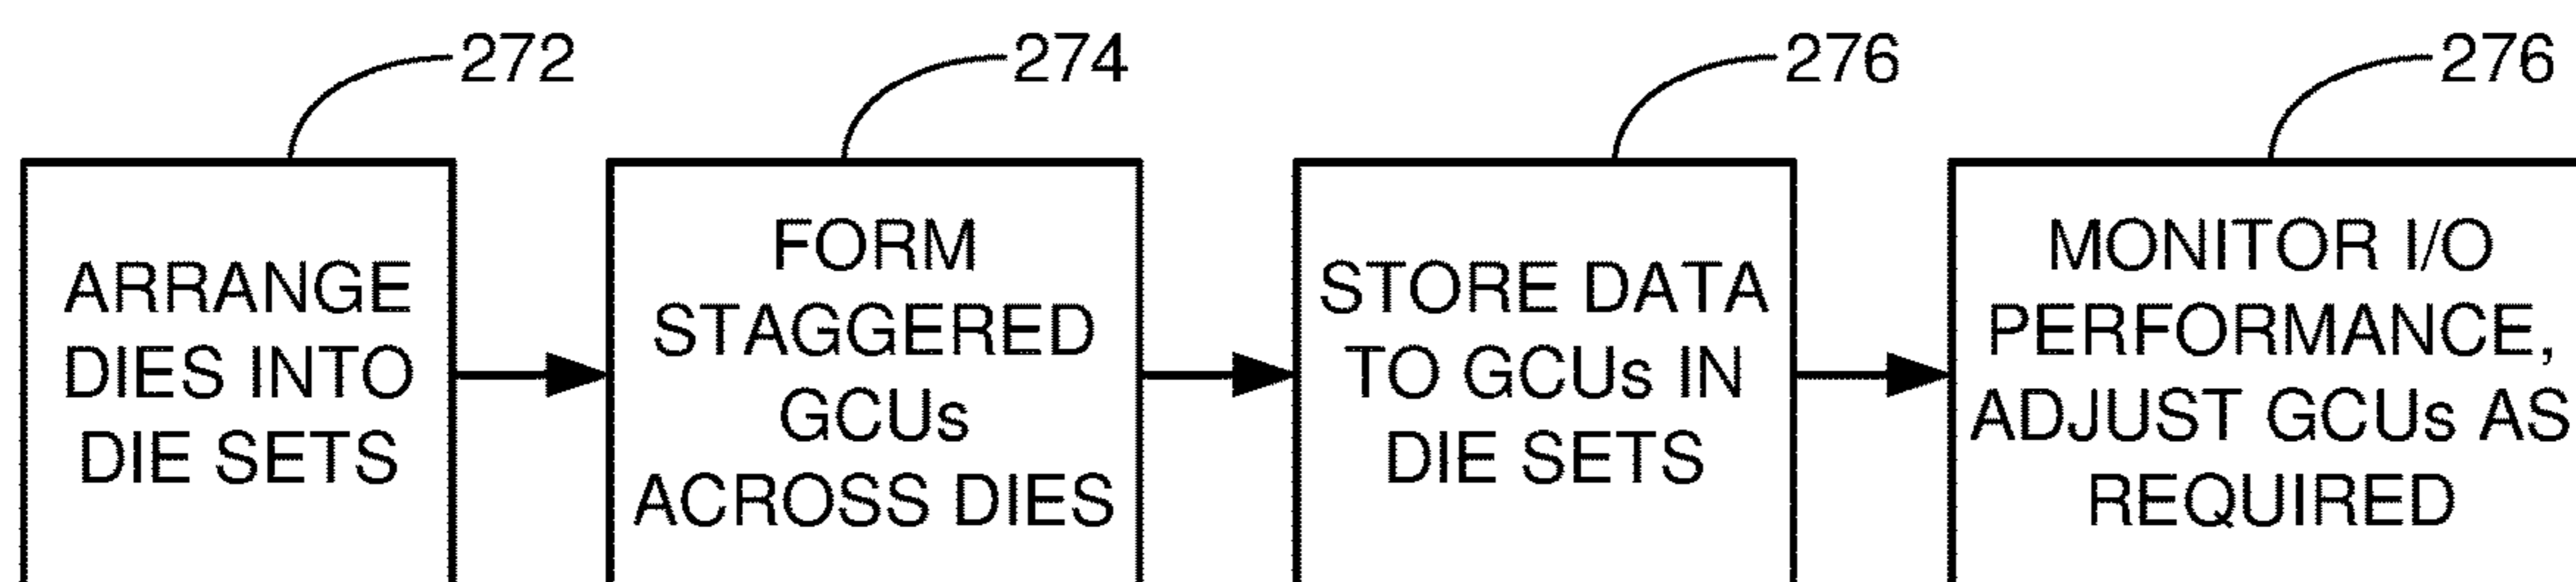 272
274
276
276
ARRANGE
DIES INTO
DIE SETS
FORM
STAGGERED
GCUs
ACROSS DIES
STORE DATA
TO GCUs IN
DIE SETS
MONITOR I/O
PERFORMANCE,
ADJUST GCUs AS
REQUIRED